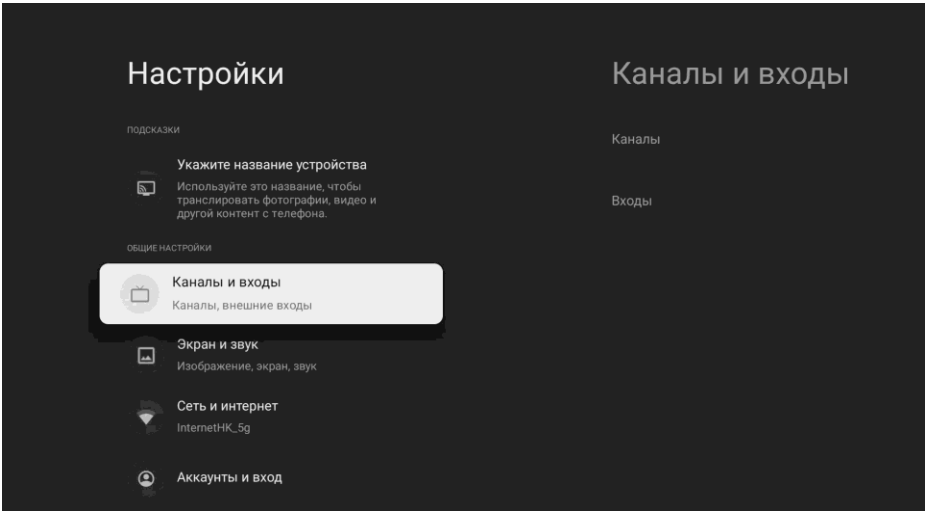 Настройки
ПОДСКАЗКИ
Укажите название устройства
Используйте это название, чтобы
транслировать фотографии, видео и
другой контент с телефона.
ОБЩИЕ НАСТРОЙКИ
Каналы и входы
Каналы, внешние входы
Экран и звук
Изображение, экран, звук
Сеть и интернет
InternetHK_5g
Аккаунты и вход
Каналы и входы
Каналы
Входы